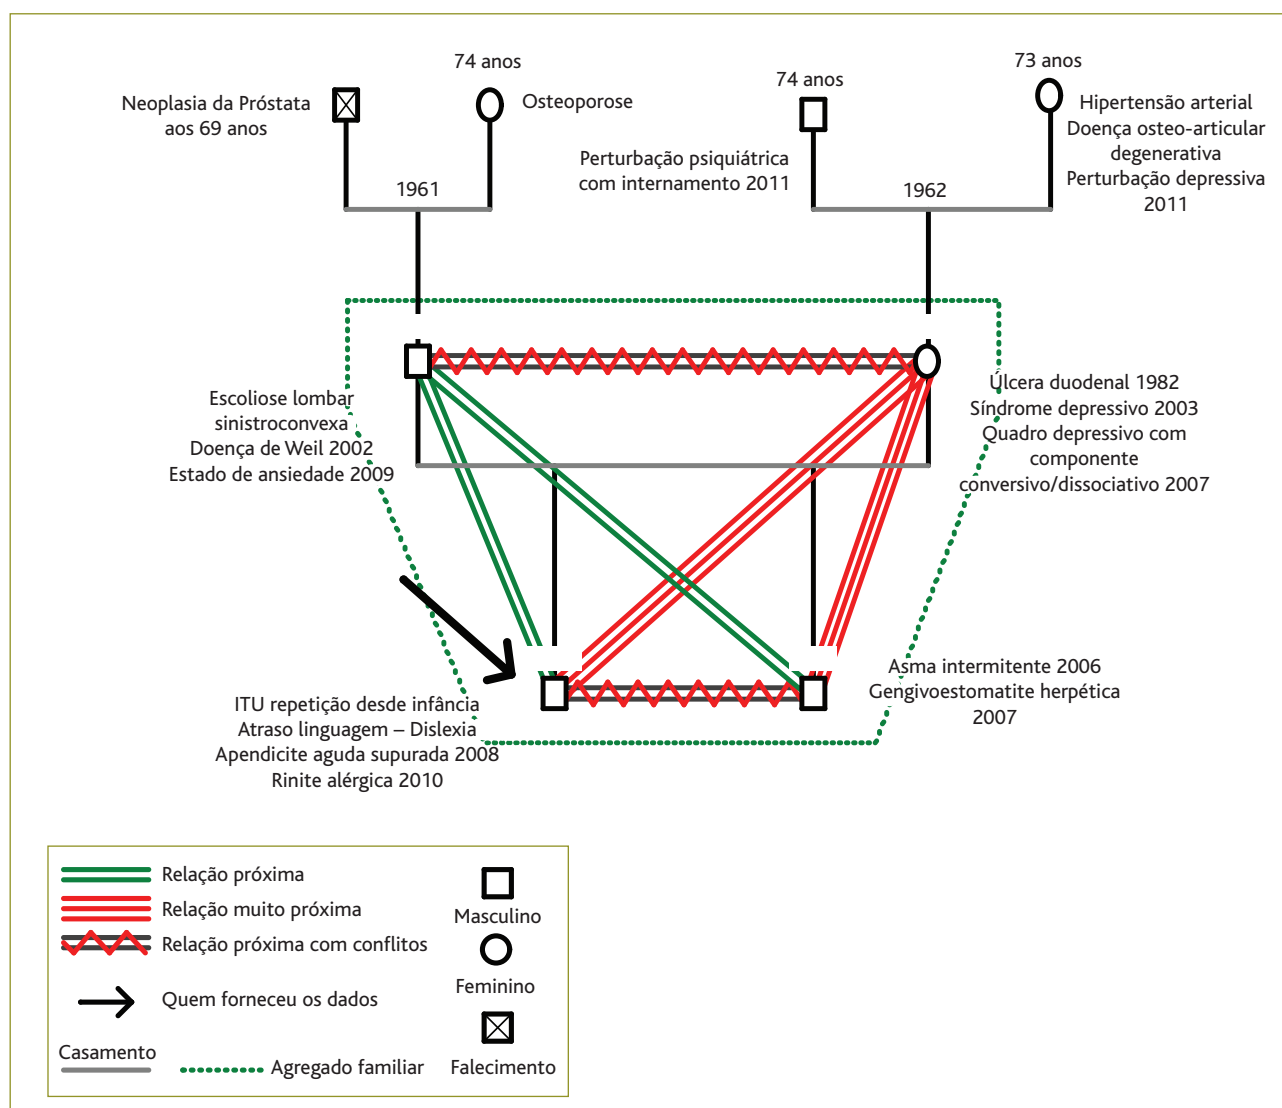 74 anos
Neoplasia da Próstata
aos 69 anos
Osteoporose
1961
74 anos
Perturbação psiquiátrica
com internamento 2011
73 anos
Hipertensão arterial
Doença osteo-articular
degenerativa
Perturbação depressiva
2011
1962
Escoliose lombar
sinistroconvexa
Doença de Weil 2002
Estado de ansiedade 2009
Úlcera duodenal 1982
Síndrome depressivo 2003
Quadro depressivo com
componente
conversivo/dissociativo 2007
ITU repetição desde infância
Atraso linguagem – Dislexia
Apendicite aguda supurada 2008
Rinite alérgica 2010
Asma intermitente 2006
Gengivoestomatite herpética
2007
Relação próxima
Relação muito próxima
Relação próxima com conflitos
Quem forneceu os dados
Casamento
Agregado familiar
Masculino
Feminino
Falecimento